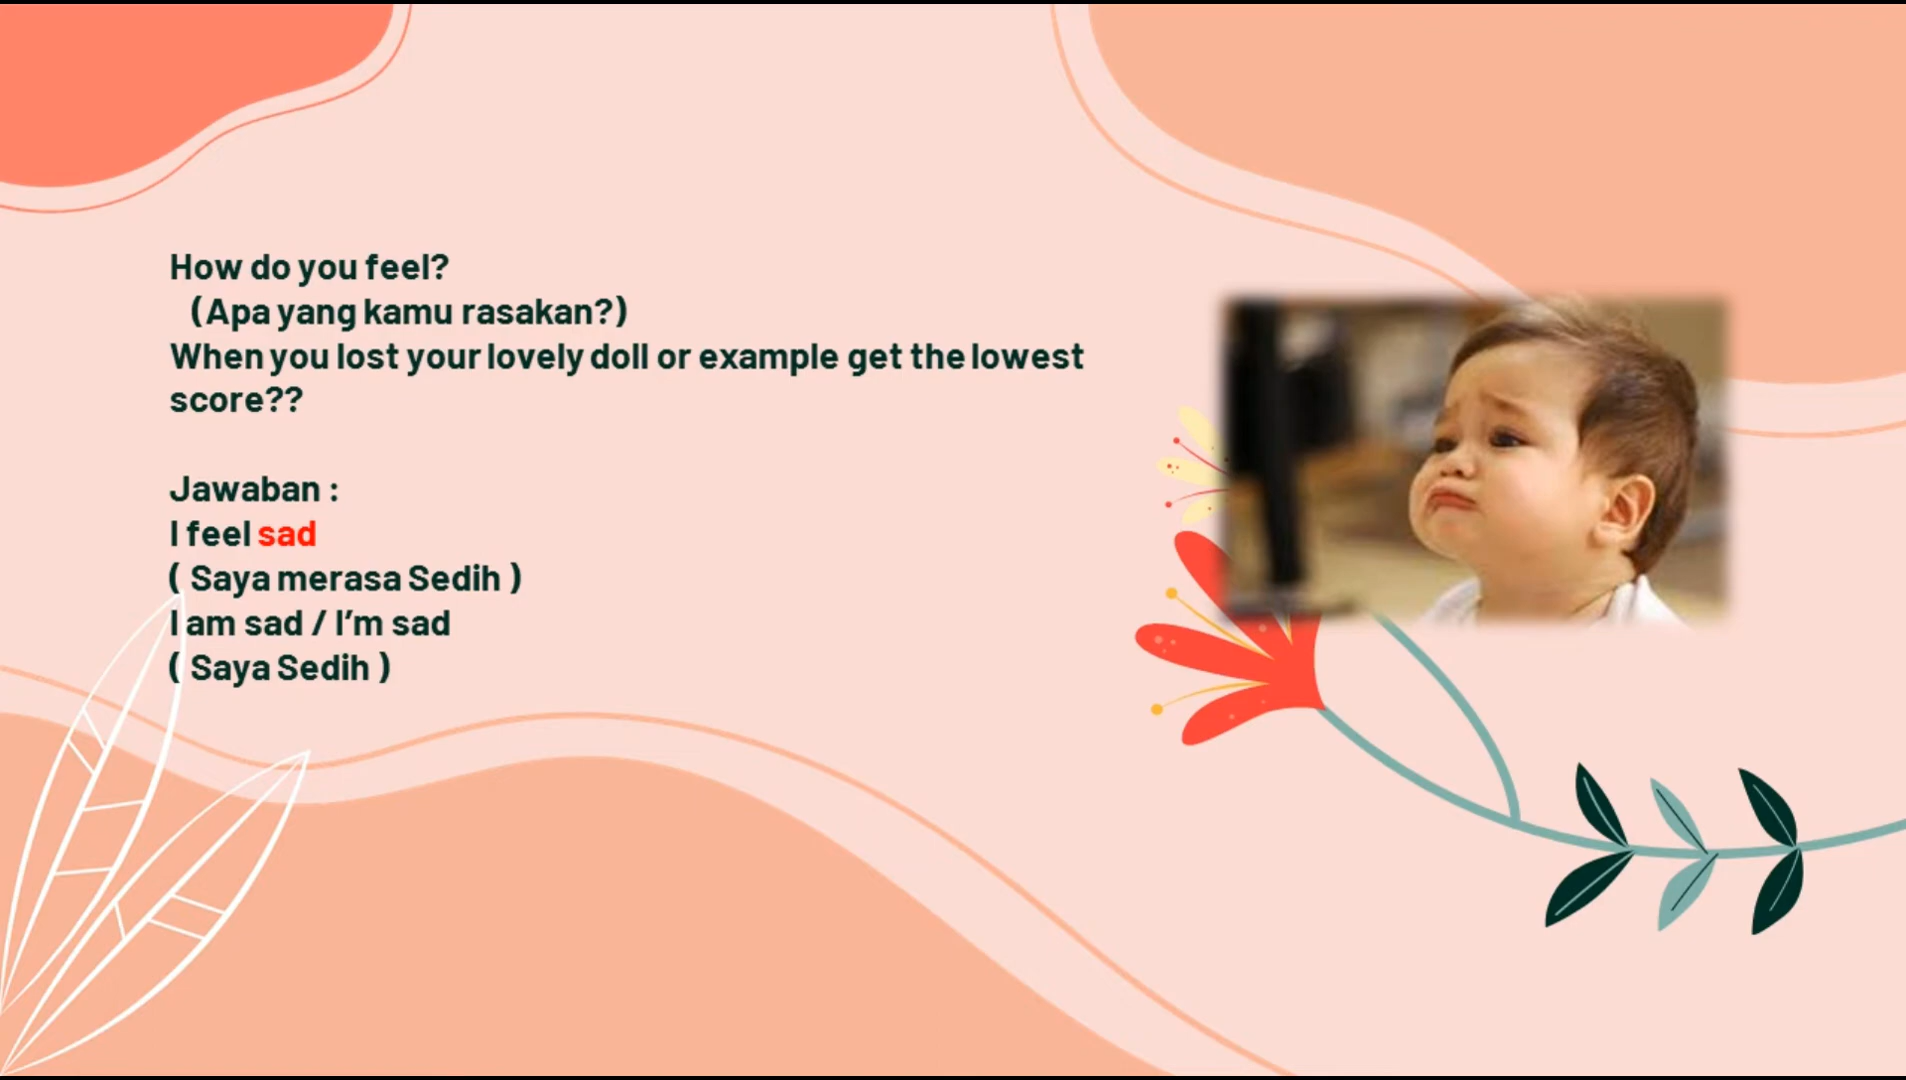 How do you feel?
(Apa yang kamu rasakan?)
When you lost your lovely doll or example get the lowest
score??
Jawaban :
I feel sad
( Saya merasa Sedih )
I am sad / I’m sad
( Saya Sedih )